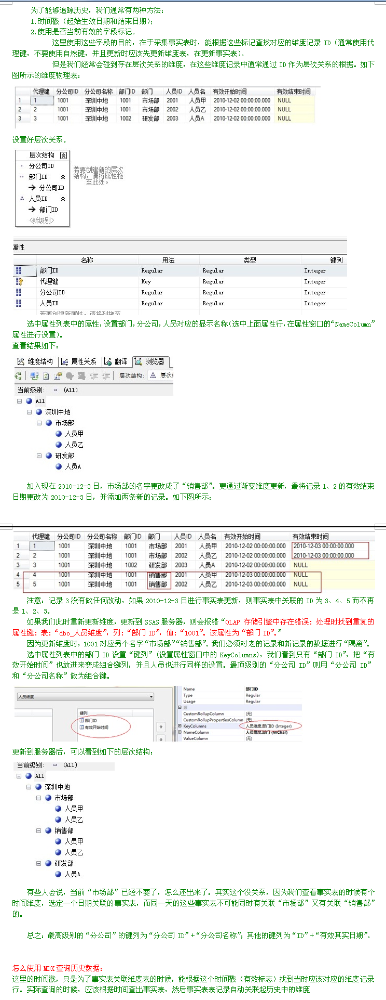 为了能够追踪历史，我们通常有两种方法：
1.时间戳（起始生效日期和结束日期）；
2.使用是否当前有效的字段标记。
这里使用这些字段的目的，在于采集事实表时，能根据这些标记查找对应的维度记录 ID（通常使用代
理键，不要使用自然键，并且更新时应该先更新维度表，在更新事实表）。
但是我们经常会碰到存在层次关系的维度，在这些维度记录中通常通过 ID 作为层次关系的根据。如下
图所示的维度物理表：
代理键 分公司ID 分公司名称 部门ID 部门 人员ID 人员名 有效开始时间 有效结束时间
1 1 1001 深圳中地 1001 市场部 2001 人员甲 2010-12-02 00:00:00.000 NULL
2 2 1001 深圳中地 1001 市场部 2002 人员乙 2010-12-02 00:00:00.000 NULL
3 3 1001 深圳中地 1002 研发部 2003 人员A 2010-12-02 00:00:00.000 NULL
设置好层次关系。
层次结构
分公司ID
部门ID
分公司ID
人员ID
部门ID
<新级别>
若要创建新的层次
结构，请将属性拖
至此处。
属性
名称 用法 类型 键列
部门ID Regular Regular Integer
代理键 Key Regular Integer
分公司ID Regular Regular Integer
人员ID Regular Regular Integer
若要创建新属性，请将列拖至
选中属性列表中的属性，设置部门，分公司，人员对应的显示名称（选中上面属性行，在属性窗口的“NameColumn”
属性进行设置）。
查看结果如下：
维度结构 属性关系 翻译 浏览器
层次结构： 层次结
当前级别: (All)
All
深圳中地
市场部
人员甲
人员乙
研发部
人员A
加入现在 2010-12-3 日，市场部的名字更改成了“销售部”。更通过渐变维度更新，最将记录 1、2 的有效结束
日期更改为 2010-12-3 日，并添加两条新的记录。如下图所示：
代理键 分公司ID 分公司名称 部门ID 部门 人员ID 人员名 有效开始时间 有效结束时间
1 1 1001 深圳中地 1001 市场部 2001 人员甲 2010-12-02 00:00:00.000 2010-12-03 00:00:00.000
2 2 1001 深圳中地 1001 市场部 2002 人员乙 2010-12-02 00:00:00.000 2010-12-03 00:00:00.000
3 3 1001 深圳中地 1002 研发部 2003 人员A 2010-12-02 00:00:00.000 NULL
4 4 1001 深圳中地 1001 销售部 2001 人员甲 2010-12-03 00:00:00.000 NULL
5 5 1001 深圳中地 1001 销售部 2002 人员乙 2010-12-03 00:00:00.000 NULL
注意：记录 3 没有做任何改动，如果 2010-12-3 日进行事实表更新，则事实表中关联的 ID 为 3、4、5 而不再
是 1、2、3。
如果我们此时重新更新维度，更新到 SSAS 服务器，则会报错“OLAP 存储引擎中存在错误: 处理时找到重复的
属性键: 表:“dbo_人员维度”，列:“部门 ID”，值:“1001”。该属性为“部门 ID”。”
因为更新维度时，1001 对应另个名字“市场部”“销售部”。我们必须对老的记录和新记录的数据进行“隔离”。
选中属性列表中的部门 ID 设置“键列”(设置属性窗口中的 KeyColumns)，我们看到只有“部门 ID”，把“有
效开始时间”也放进来变成组合键列，并且人员也进行同样的设置。最顶级别的“分公司 ID”则用“分公司 ID”
和“分公司名称”做为组合键。
人员维度
键列
部门ID
有效开始时间
Name 部门ID
Type Regular
Usage Regular
源
CustomRollupColumn (无)
CustomRollupPropertiesColumn (无)
KeyColumns 人员维度.部门ID (Integer)
NameColumn 人员维度.部门 (WChar)
ValueColumn (无)
更新到服务器后，可以看到如下的层次结构：
当前级别: (All)
All
深圳中地
市场部
人员甲
人员乙
销售部
人员甲
人员乙
研发部
人员A
有些人会说，当前“市场部”已经不要了，怎么还出来了。其实这个没关系，因为我们查看事实表的时候有个
时间维度，选定一个日期关联的事实表，而同一天的这些事实表不可能同时有关联“市场部”又有关联“销售部”
的。
总之：最高级别的“分公司”的键列为“分公司 ID”+“分公司名称”；其他的键列为“ID”+“有效其实日期”。
怎么使用 MDX 查询历史数据：
这里的时间戳，只是为了事实表关联维度表的时候，能根据这个时间戳（有效标志）找到当时应该对应的维度记录
行。实际查询的时候，应该根据时间查出事实表，然后事实表表记录自动关联起历史中的维度